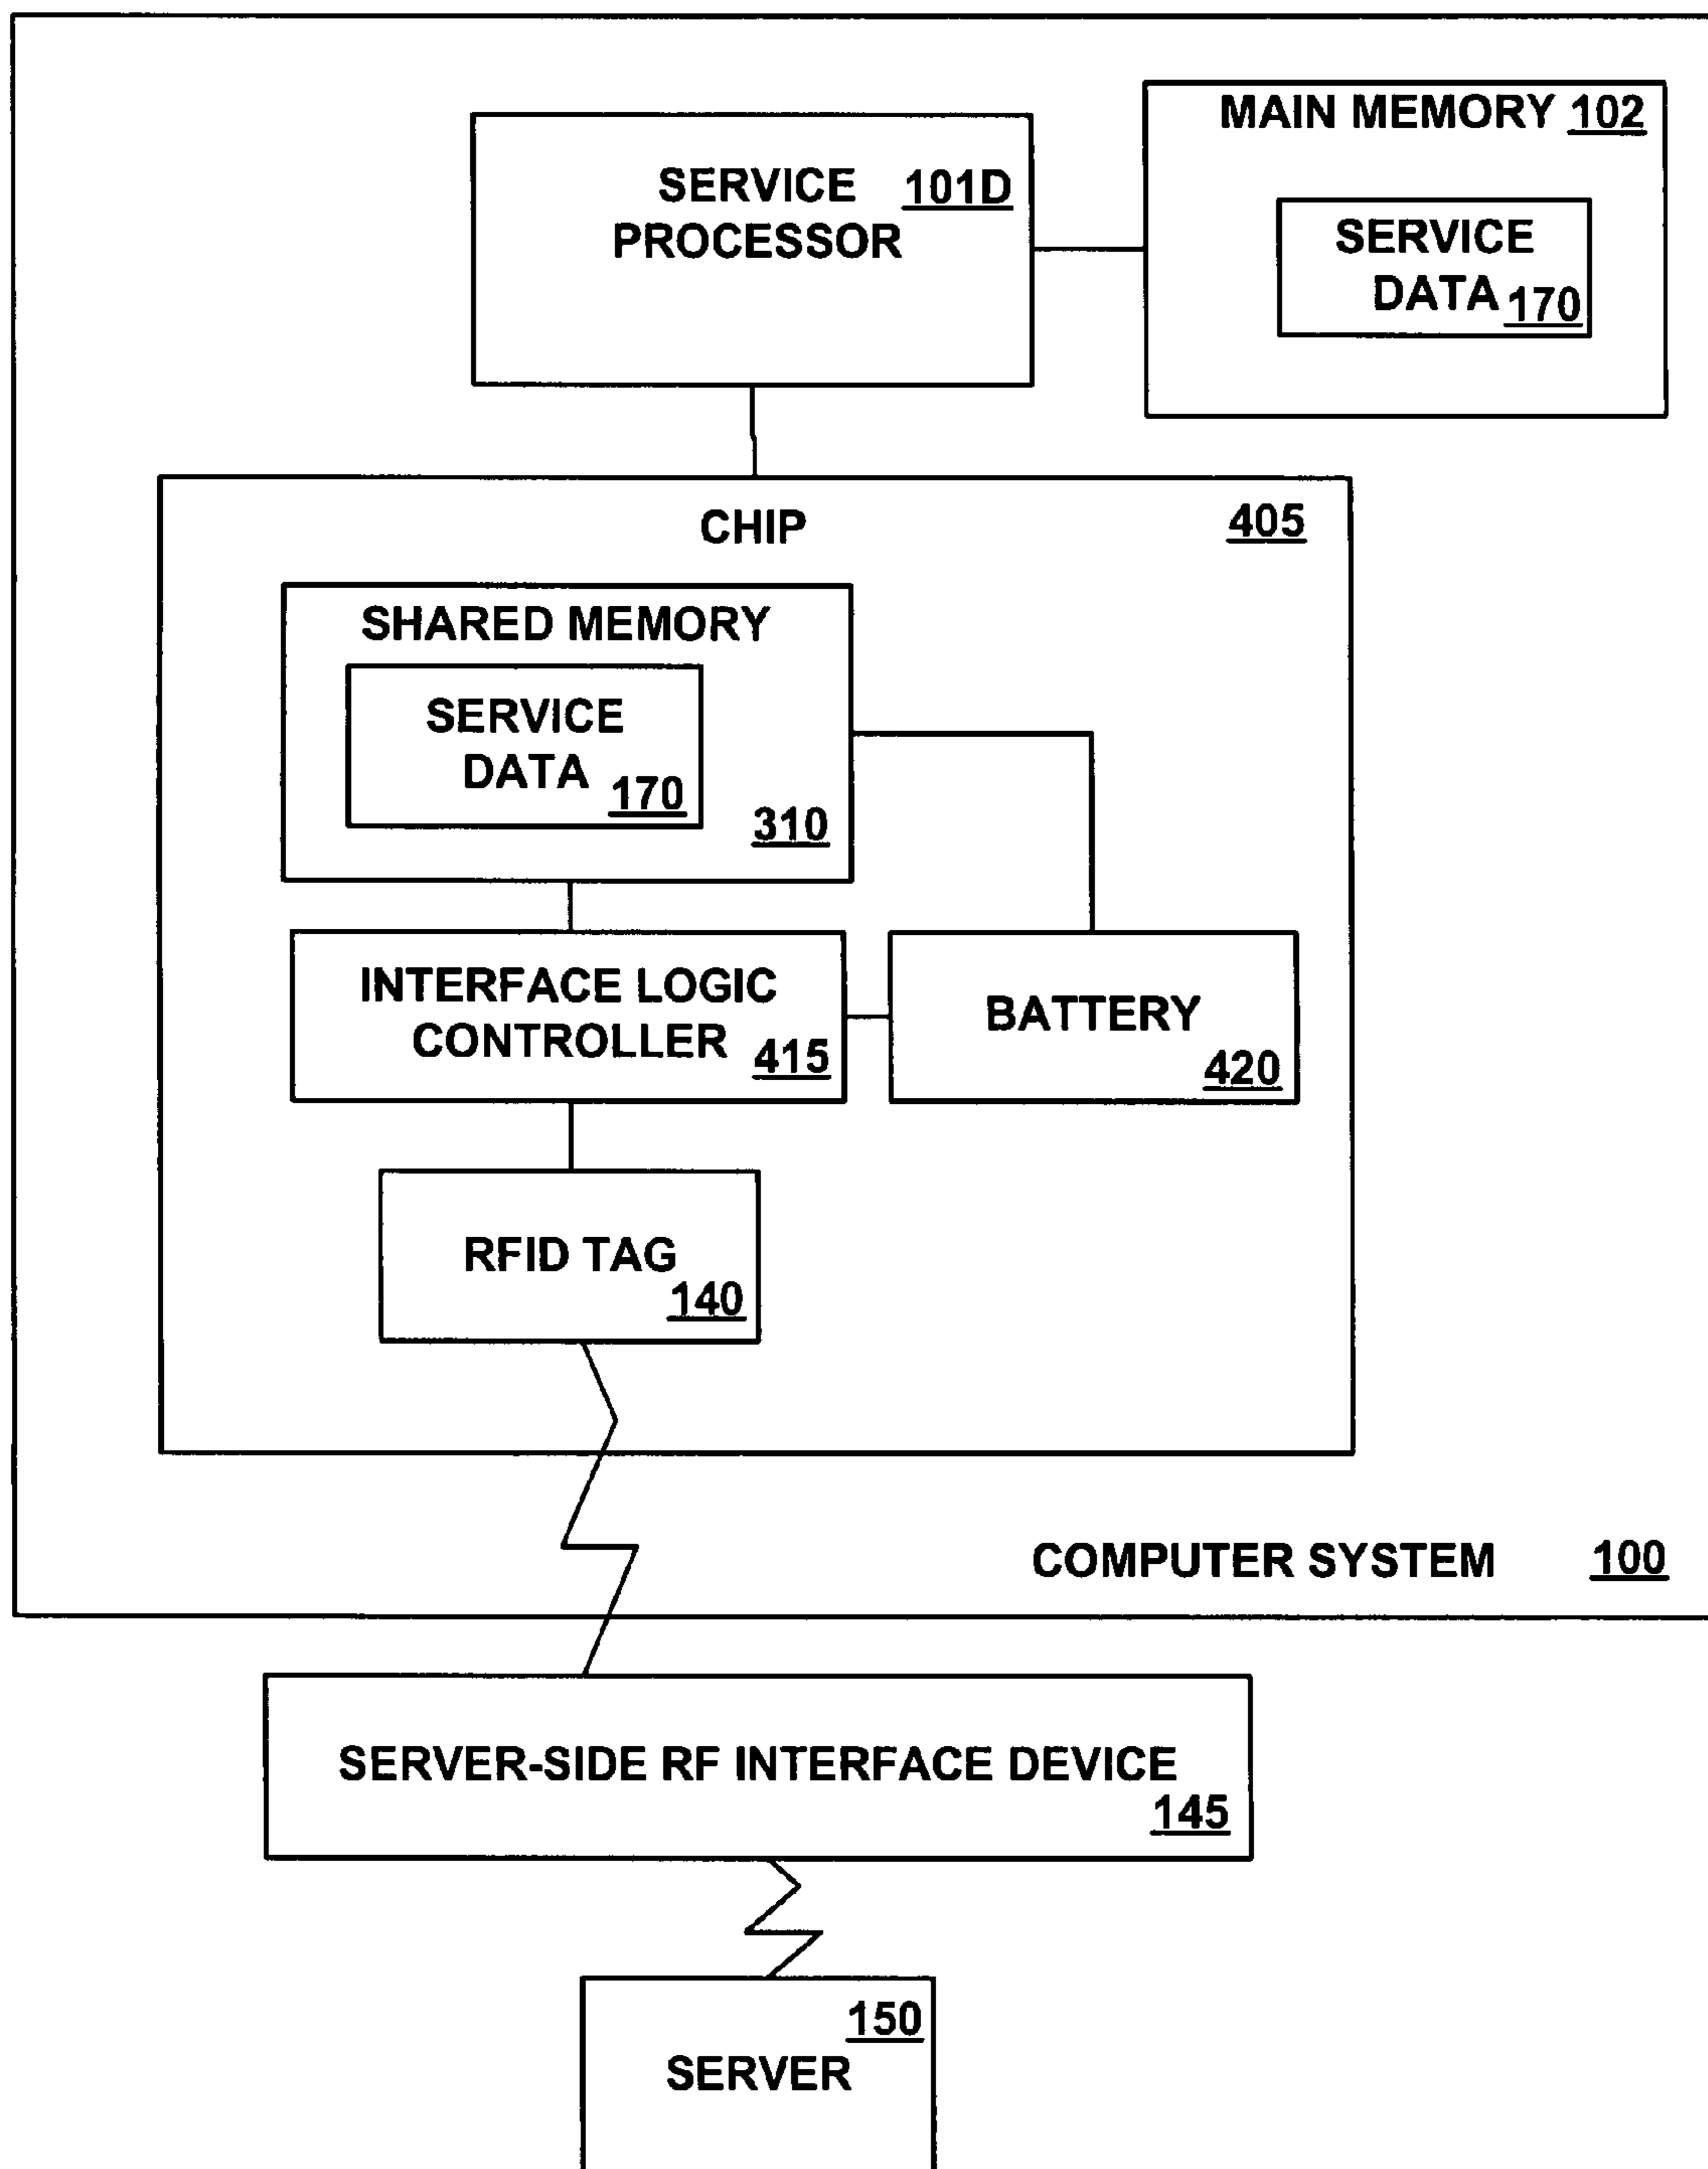 MAIN MEMORY 102
SERVICE 101D
PROCESSOR
SERVICE
DATA 170
CHIP 405
SHARED MEMORY
SERVICE
DATA 170
310
INTERFACE LOGIC
CONTROLLER 415
BATTERY
420
RFID TAG
140
COMPUTER SYSTEM 100
SERVER-SIDE RF INTERFACE DEVICE
145
150
SERVER